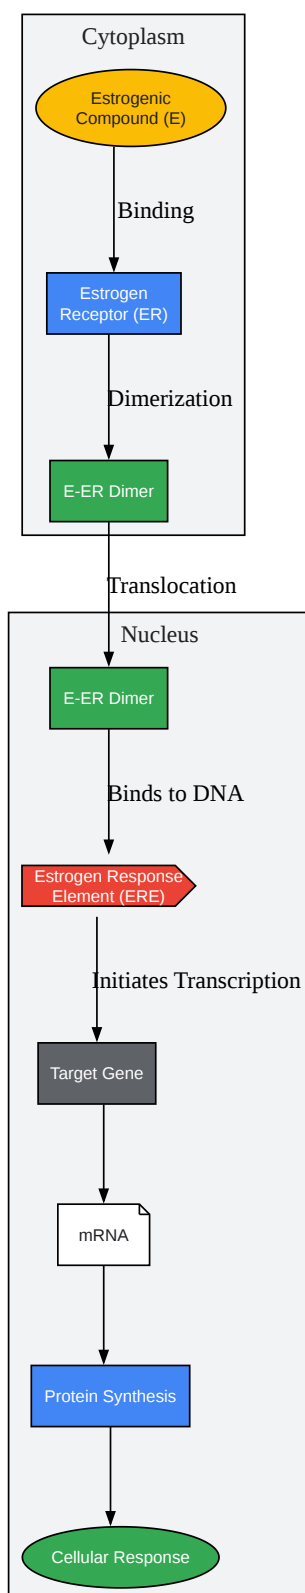 Cytoplasm
Estrogenic
Compound (E)
Binding
Estrogen
Receptor (ER)
Dimerization
E-ER Dimer
Translocation
Nucleus
E-ER Dimer
Binds to DNA
Estrogen Response
Element (ERE)
Initiates Transcription
Target Gene
mRNA
Protein Synthesis
Cellular Response